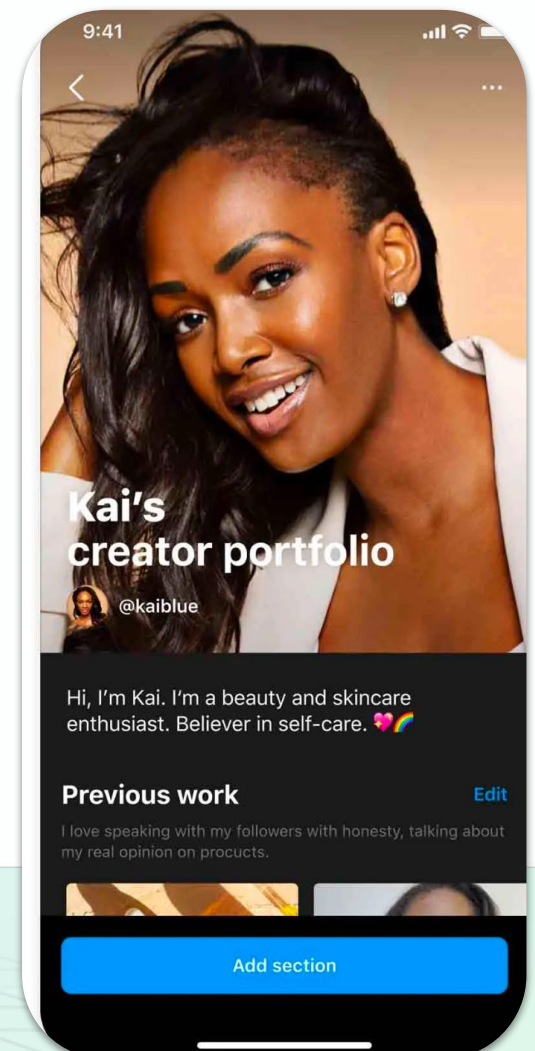 9:41
Kai's
creator portfolio
@kaiblue
Hi, I'm Kai. I'm a beauty and skincare
enthusiast. Believer in self-care. 💖🌈
Previous work
Edit
I love speaking with my followers with honesty, talking about
my real opinion on procucts.
Add section